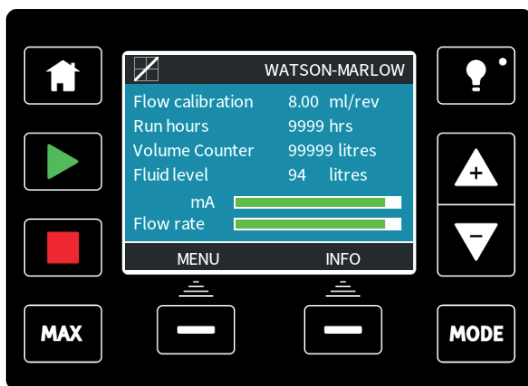 WATSON-MARLOW
Flow calibration 8.00 ml/rev
Run hours 9999 hrs
Volume Counter 99999 litres
Fluid level 94 litres
mA
Flow rate
MENU INFO
MAX MODE